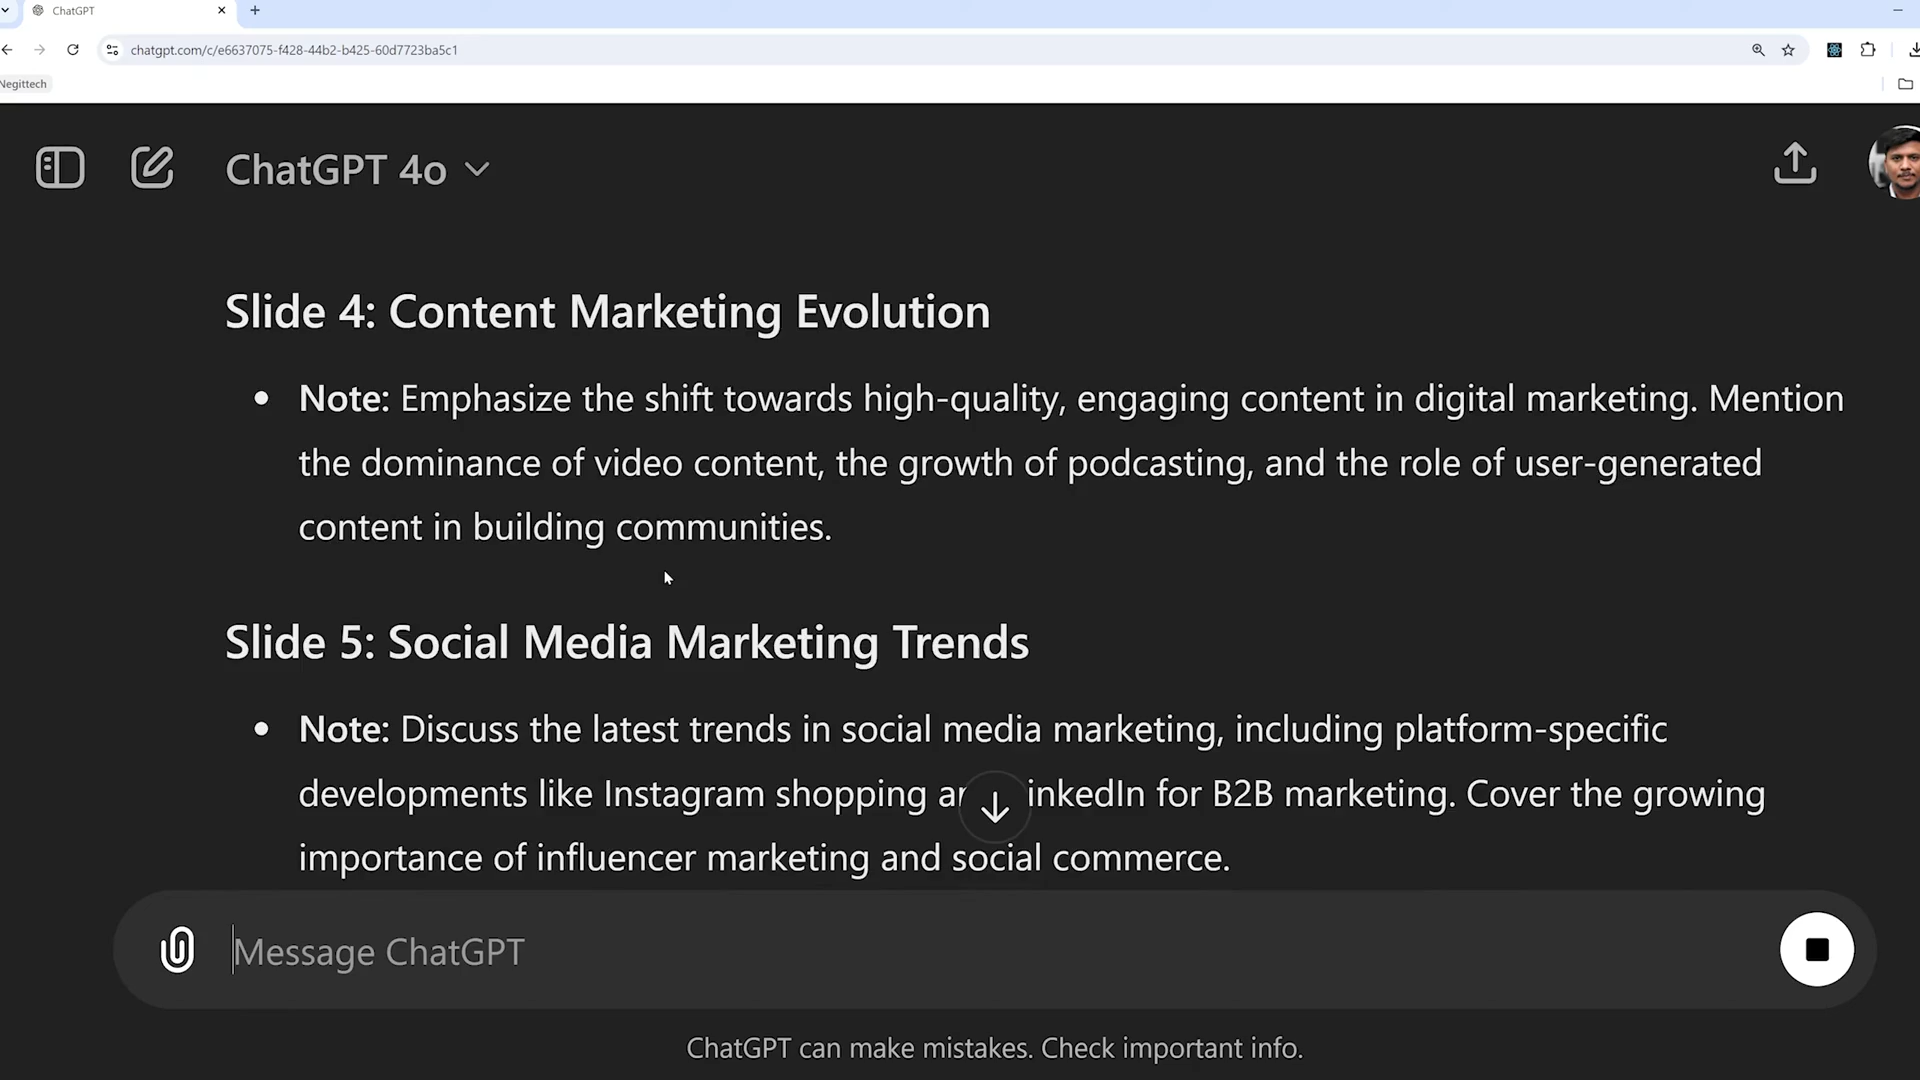 ChatGPT
chatgpt.com/c/e6637075-f428-44b2-b425-60d7723ba5c1
Negittech
ChatGPT 4o
Slide 4: Content Marketing Evolution
Note: Emphasize the shift towards high-quality, engaging content in digital marketing. Mention
the dominance of video content, the growth of podcasting, and the role of user-generated
content in building communities.
Slide 5: Social Media Marketing Trends
Note: Discuss the latest trends in social media marketing, including platform-specific
developments like Instagram shopping inkedIn for B2B marketing. Cover the growing
importance of influencer marketing and social commerce.
Message ChatGPT
ChatGPT can make mistakes. Check important info.